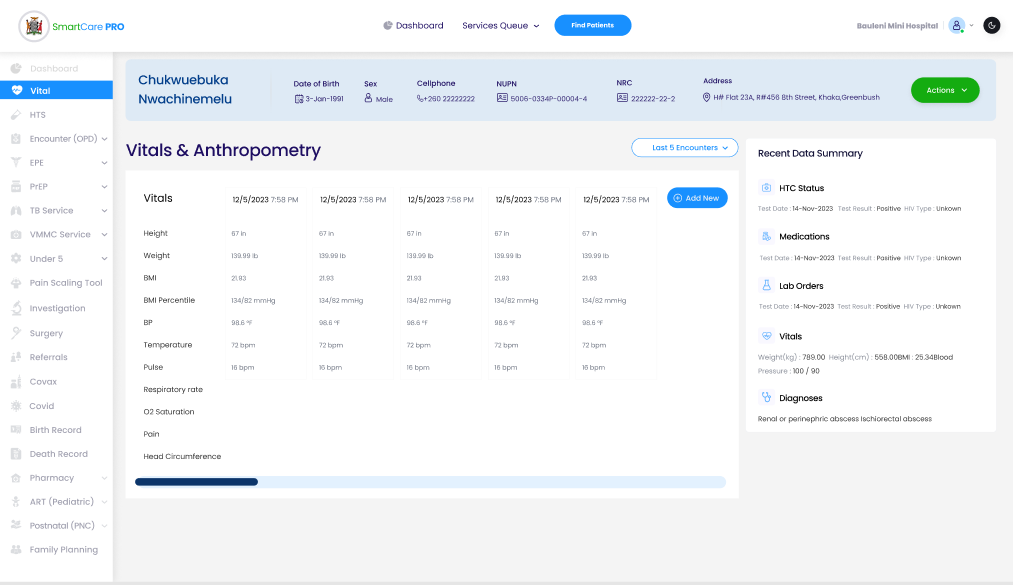 SmartCare PRO
Dashboard
Services Queue
Find Patients
Bauleni Mini Hospital
Dashboard
Vital
HTS
Encounter (OPD)
EPE
PrEP
TB Service
VMMC Service
Under 5
Pain Scaling Tool
Investigation
Surgery
Referrals
Covax
Covid
Birth Record
Death Record
Pharmacy
ART (Pediatric)
Postnatal (PNC)
Family Planning
Chukwuebuka
Nwachinemelu
Date of Birth
3-Jan-1991
Sex
Male
Cellphone
+260 22222222
NUPN
5006-0334P-00004-4
NRC
222222-22-2
Address
H# Flat 23A, R#456 8th Street, Khaka,Greenbush
Actions
Vitals & Anthropometry
Last 5 Encounters
Vitals 12/5/2023 7:58 PM 12/5/2023 7:58 PM 12/5/2023 7:58 PM 12/5/2023 7:58 PM 12/5/2023 7:58 PM
Add New
Height 67 in 67 in 67 in 67 in 67 in
Weight 139.99 lb 139.99 lb 139.99 lb 139.99 lb 139.99 lb
BMI 21.93 21.93 21.93 21.93 21.93
BMI Percentile 134/82 mmHg 134/82 mmHg 134/82 mmHg 134/82 mmHg 134/82 mmHg
BP 98.6 °F 98.6 °F 98.6 °F 98.6 °F 98.6 °F
Temperature 72 bpm 72 bpm 72 bpm 72 bpm 72 bpm
Pulse 16 bpm 16 bpm 16 bpm 16 bpm 16 bpm
Respiratory rate
O2 Saturation
Pain
Head Circumference
Recent Data Summary
HTC Status
Test Date : 14-Nov-2023 Test Result : Positive HIV Type : Unkown
Medications
Test Date : 14-Nov-2023 Test Result : Positive HIV Type : Unkown
Lab Orders
Test Date : 14-Nov-2023 Test Result : Positive HIV Type : Unkown
Vitals
Weight(kg) : 789.00 Height(cm) : 558.00BMI : 25.34Blood
Pressure : 100 / 90
Diagnoses
Renal or perinephric abscess Ischiorectal abscess